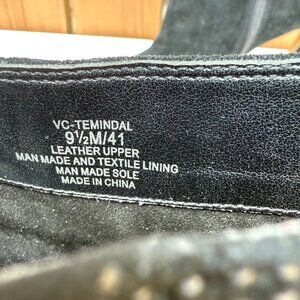 VC-TEMINDAL
9½M/41
LEATHER UPPER
MAN MADE AND TEXTILE LINING
MAN MADE SOLE
MADE IN CHINA